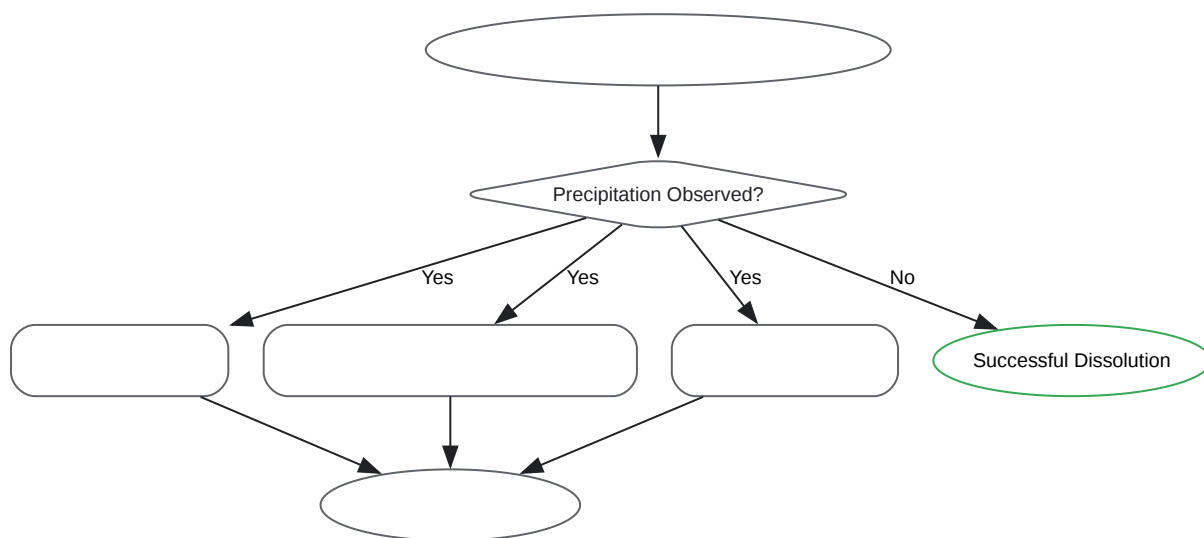 Precipitation Observed?
Yes
Yes
Yes
No
Successful Dissolution